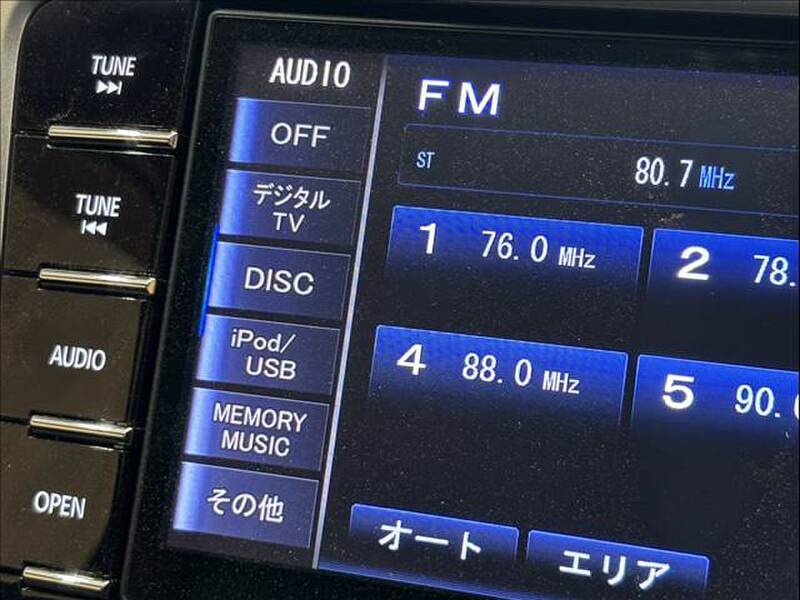 TUNE
TUNE
AUDIO
OPEN
AUDIO
OFF
デジタル
TV
DISC
iPod/
USB
MEMORY
MUSIC
その他
FM
ST 80.7 MHz
1 76.0 MHz
2 78.
4 88.0 MHz
5 90.
オート
エリア